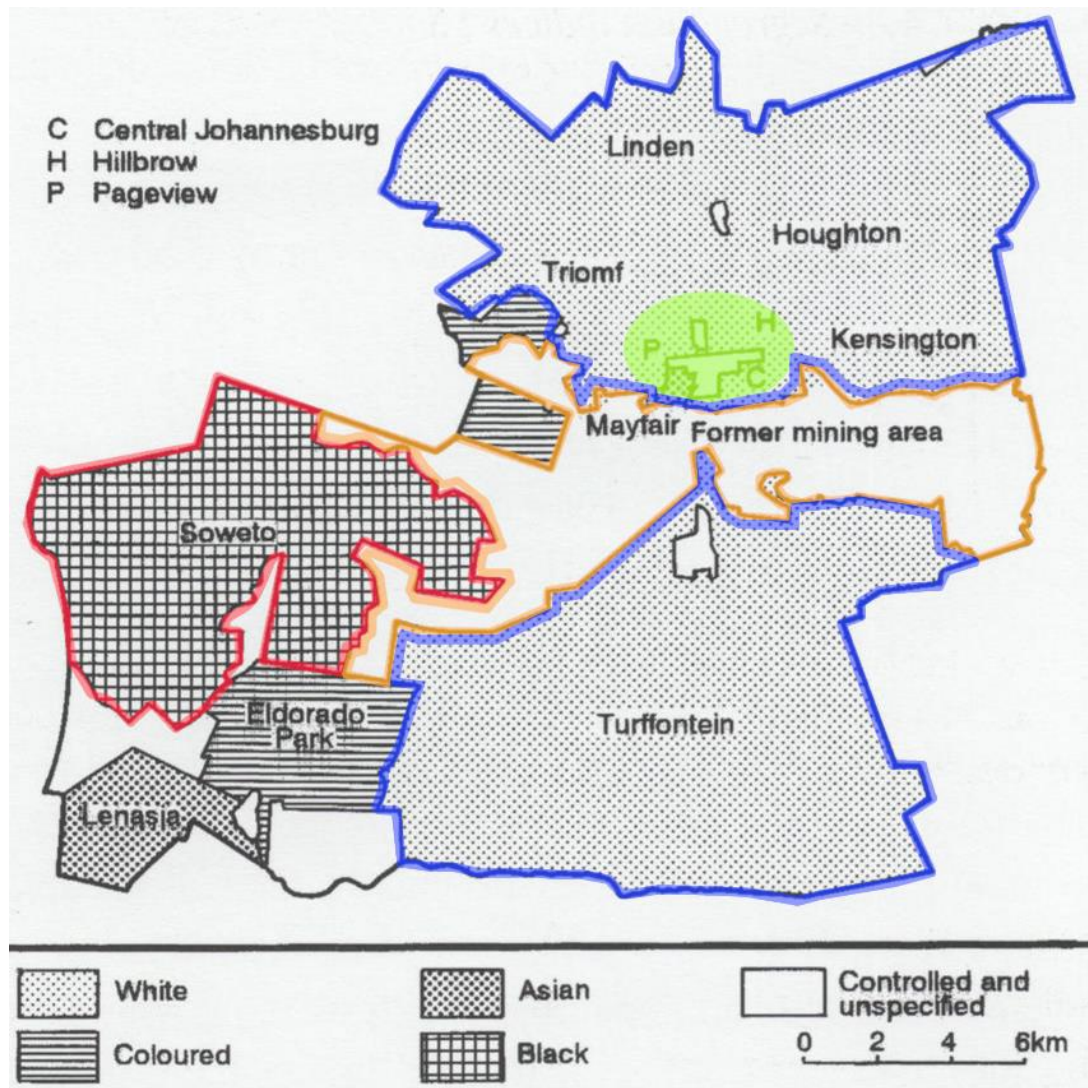 C Central Johannesburg
H Hillbrow
P Pageview
Linden
Houghton
Triomf
H
P
Kensington
C
Mayfair
Former mining area
Soweto
Eldorado
Park
Turffontein
Lenasia
White
Asian
Controlled and
unspecified
Coloured
Black
0 2 4 6km